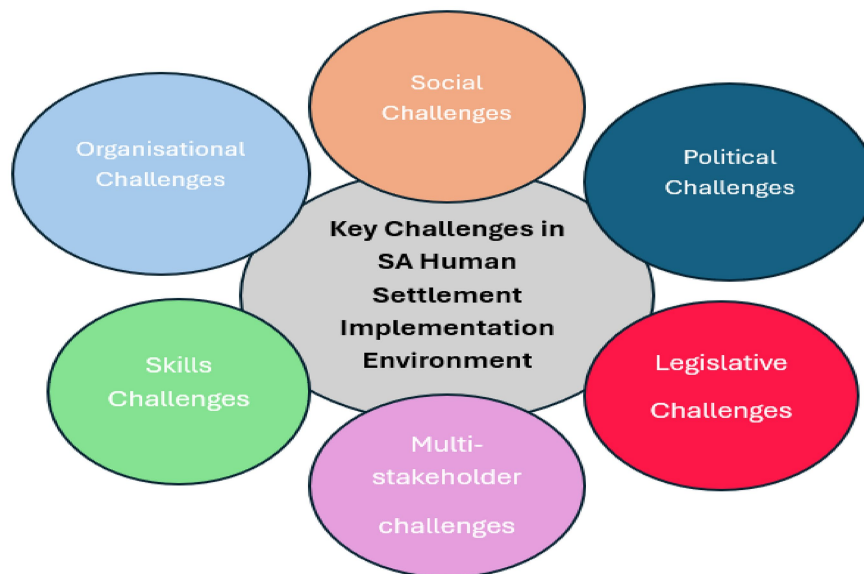 Social
Challenges
Organisational
Challenges
Political
Challenges
Key Challenges in
SA Human
Settlement
Implementation
Environment
Skills
Challenges
Legislative
Challenges
Multi-
stakeholder
challenges